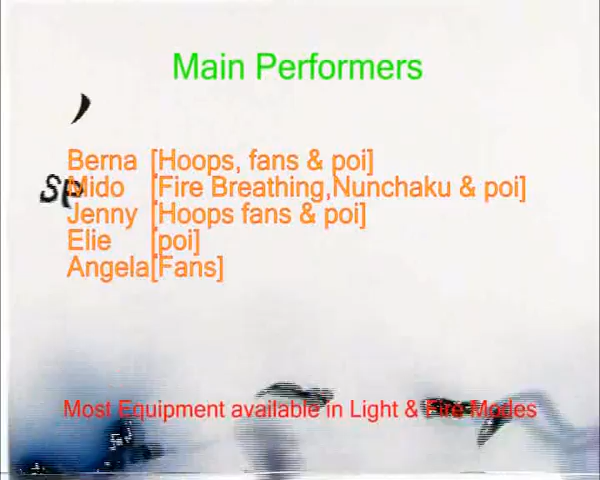 Main Performers
Berna [Hoops, fans & poi]
Mido [Fire Breathing,Nunchaku & poi]
Jenny [Hoops fans & poi]
Elie [poi]
Angela[Fans]
Most Equipment available in Light & Fire Modes